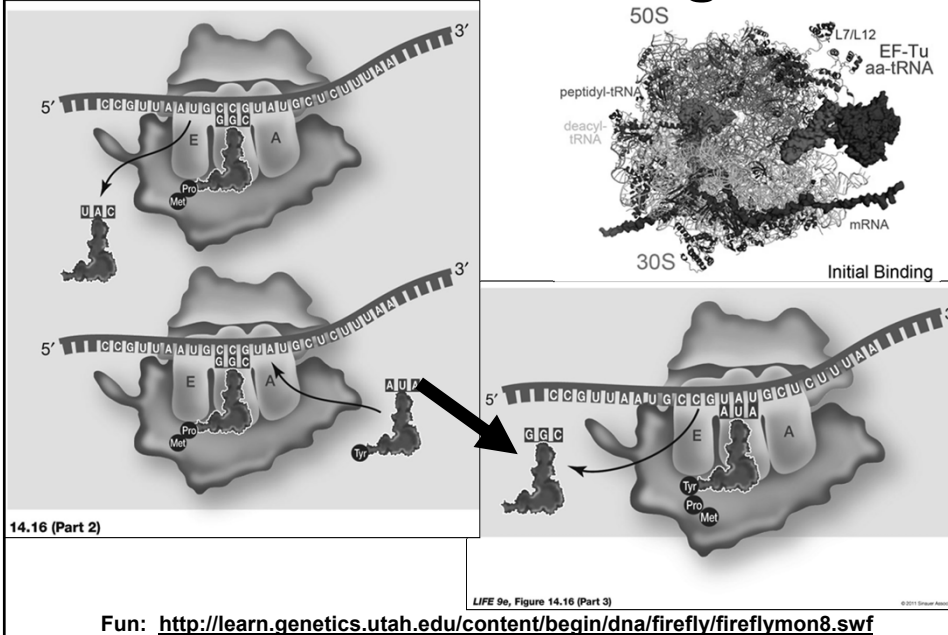 3'
5'
CCGUUAAUGCCGUAUGCUCUUUAA
GGC
E
A
Pro
Met
UAC
3'
5'
CCGUUAAUGCCGUAUGCUCUUUAA
GGC
E
A
AUA
Pro
Met
Tyr
14.16 (Part 2)
50S
L7/L12
EF-Tu
aa-tRNA
peptidyl-tRNA
deacyl-
tRNA
mRNA
30S
Initial Binding
5'
CCGUUAAUGCCGUAUGCUCUUUAA
AUA
GGC
E
A
Tyr
Pro
Met
LIFE 9e, Figure 14.16 (Part 3)
© 2011 Sinauer
Fun: http://learn.genetics.utah.edu/content/begin/dna/firefly/fireflymon8.swf